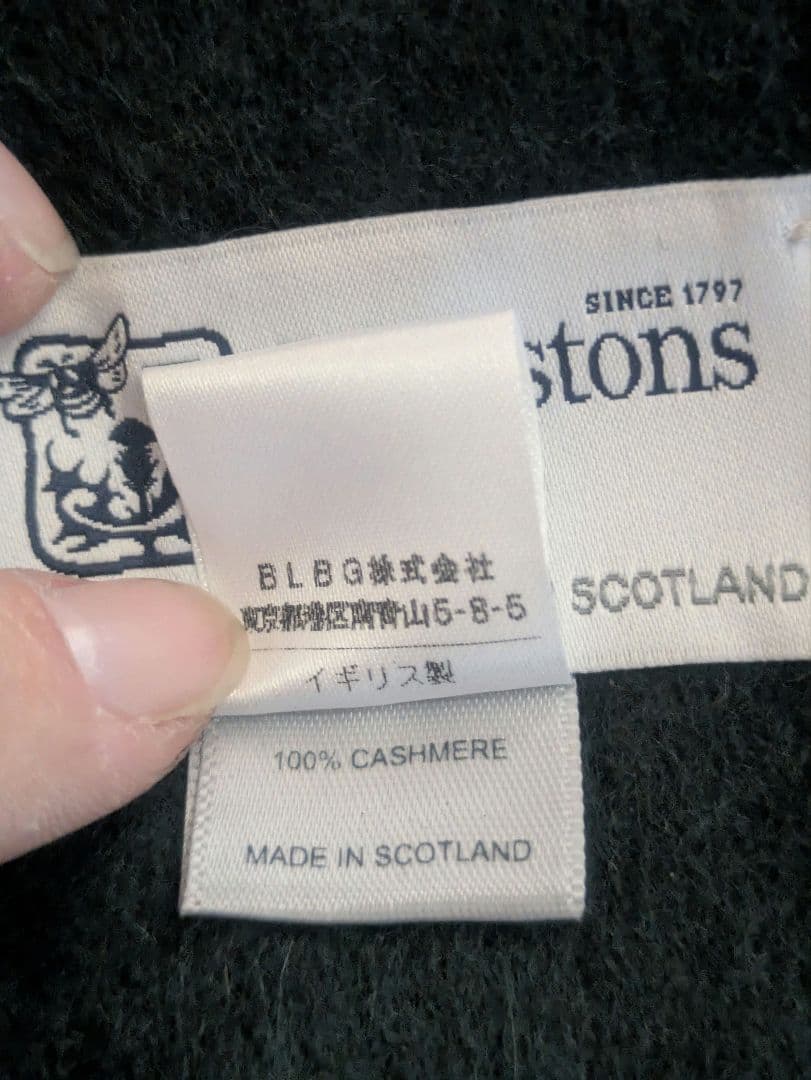 SINCE 1797
stons
SCOTLAND
BLBG株式会社
東京都港区南青山5-8-5
イギリス製
100% CASHMERE
MADE IN SCOTLAND